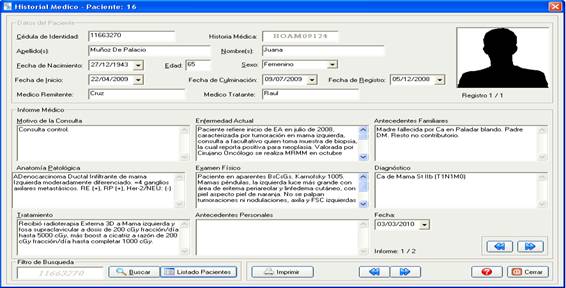 Historial Medico - Paciente: 16
Datos del Paciente
Cédula de Identidad: 11663270 Historia Médica: HOAM09124
Apellido(s) Muñoz De Palacio Nombre(s): Juana
Fecha de Nacimiento: 27/12/1943 Edad: 65 Sexo: Femenino
Fecha de Inicio: 22/04/2009 Fecha de Culminación: 09/07/2009 Fecha de Registro: 05/12/2008
Medico Remitente: Cruz Medico Tratante: Raul Registro 1 / 1
Informe Médico
Motivo de la Consulta Enfermedad Actual Antecedentes Familiares
Consulta control.
Paciente refiere inicio de EA en julio de 2008,
caracterizada por tumoración en mama izquierda,
consulta a facultativo quien toma muestra de biopsia,
la cual reporta positiva para neoplasia. Valorada por
Cirujano Oncólogo se realiza MRMM en octubre
Madre fallecida por Ca en Paladar blando. Padre
DM. Resto no contributario.
Anatomía Patológica Examen Físico Diagnóstico
ADenocarcinoma Ductal Infiltrante de mama
Izquierda moderadamente diferenciado. =4 ganglios
axilares metastásicos. RE (+), RP (+), Her-2/NEU: (-)
Paciente en aparentes BsCsGs, Karnofsky 100%.
Mamas péndulas, la izquierda luce más grande con
área de eritema periareolar y linfedema cutáneo, con
piel aspecto piel de naranja. No se palpan
tumoraciones ni nodulaciones, axila y FSC izquierdas
Ca de Mama St IIb (T1N1M0)
Tratamiento Antecedentes Personales Fecha:
Recibió radioterapia Externa 3D a Mama izquierda y
fosa supraclavicular a dosis de 200 cGy fracción/día
hasta 5000 cGy, más boost a cicatriz a razón de 200
cGy fracción/día hasta completar 1000 cGy.
03/03/2010
Informe: 1 / 2
Filtro de Busqueda
11663270 Buscar Listado Pacientes Imprimir Cerrar